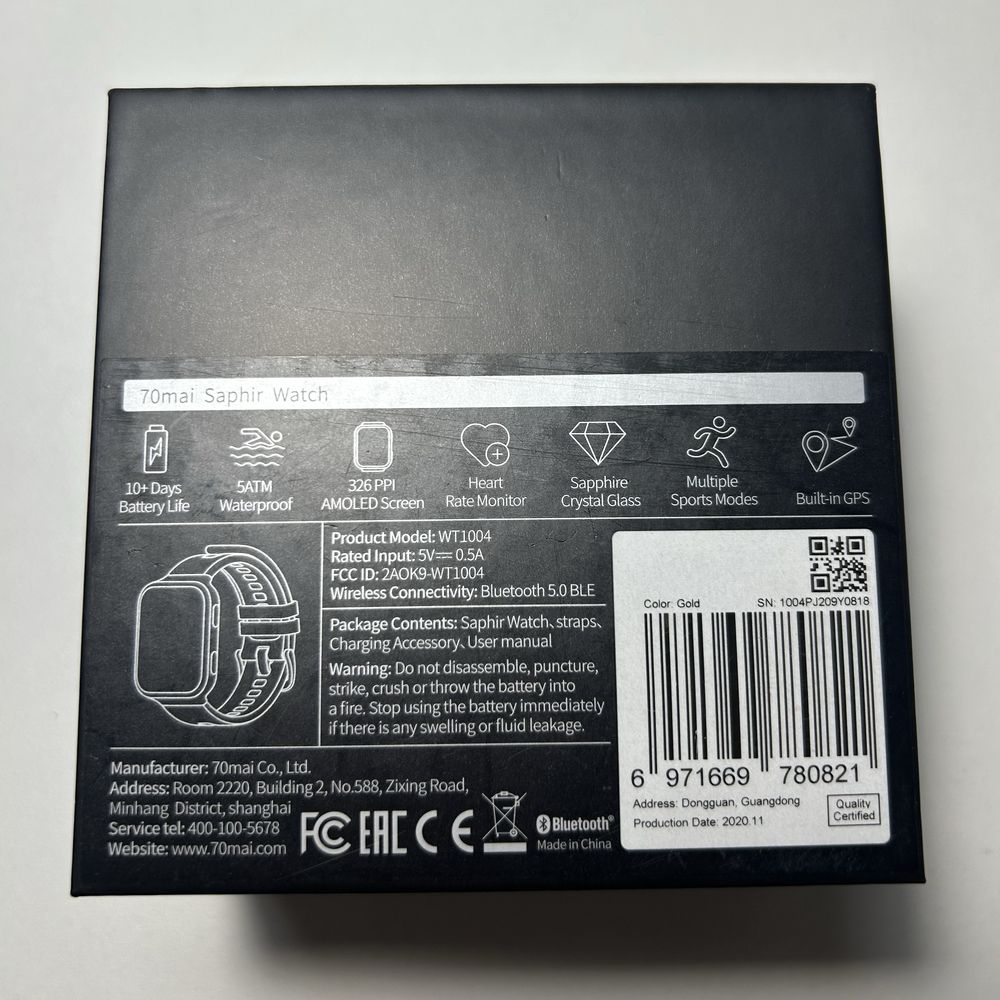 70mai Saphir Watch
10+ Days
Battery Life
5ATM
Waterproof
326 PPI
AMOLED Screen
Heart
Rate Monitor
Sapphire
Crystal Glass
Multiple
Sports Modes
Built-in GPS
Product Model: WT1004
Rated Input: 5V⎓0.5A
FCC ID: 2AOK9-WT1004
Wireless Connectivity: Bluetooth 5.0 BLE
Package Contents: Saphir Watch、straps、
Charging Accessory、User manual
Warning: Do not disassemble, puncture,
strike, crush or throw the battery into
a fire. Stop using the battery immediately
if there is any swelling or fluid leakage.
Manufacturer: 70mai Co., Ltd.
Address: Room 2220, Building 2, No.588, Zixing Road,
Minhang District, shanghai
Service tel: 400-100-5678
Website: www.70mai.com
FC EAC CE
Bluetooth®
Made in China
Color: Gold
SN: 1004PJ209Y0818
6 971669 780821
Address: Dongguan, Guangdong
Production Date: 2020.11
Quality
Certified